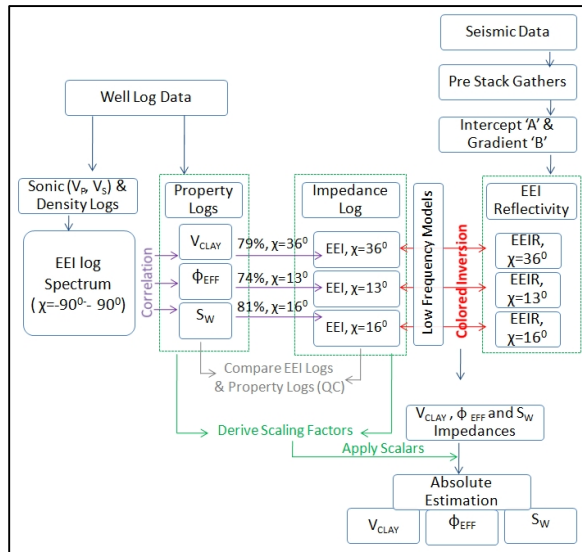 Seismic Data
Pre Stack Gathers
Intercept ‘A’ &
Gradient ‘B’
Well Log Data
Sonic (VP, VS) &
Density Logs
EEI log
Spectrum
( χ=-90⁰- - 90⁰)
Correlation
Property
Logs
VCLAY
ΦEFF
SW
79%, χ=36⁰
74%, χ=13⁰
81%, χ=16⁰
Impedance
Log
EEI, χ=36⁰
EEI, χ=13⁰
EEI, χ=16⁰
Low Frequency Models
Colored Inversion
EEI
Reflectivity
EEIR,
χ=36⁰
EEIR,
χ=13⁰
EEIR,
χ=16⁰
Compare EEI Logs
& Property Logs (QC)
Derive Scaling Factors
Apply Scalars
VCLAY , Φ EFF and SW
Impedances
Absolute
Estimation
VCLAY
ΦEFF
SW